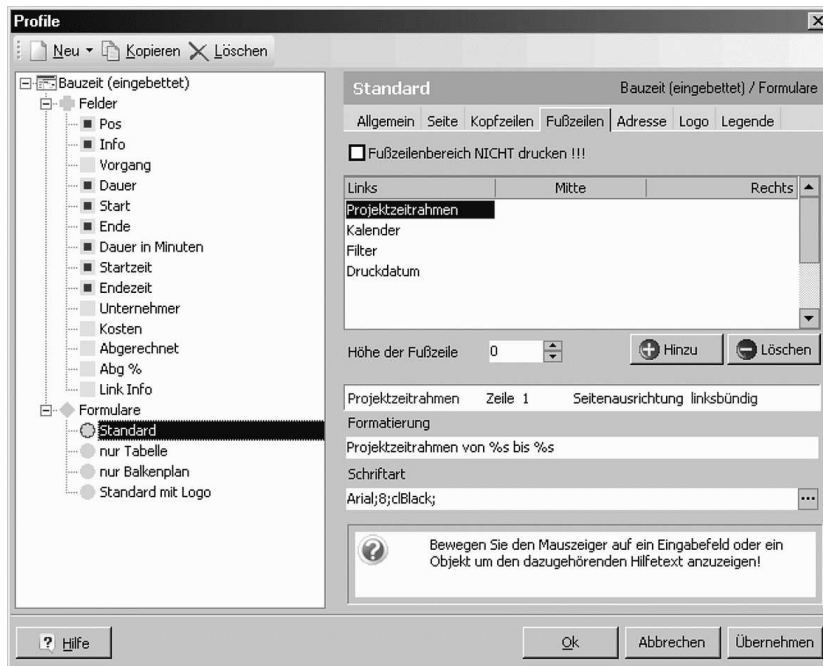 Profile
Neu Kopieren Löschen
Bauzeit (eingebettet)
Felder
Pos
Info
Vorgang
Dauer
Start
Ende
Dauer in Minuten
Startzeit
Endezeit
Unternehmer
Kosten
Abgerechnet
Abg %
Link Info
Formulare
Standard
nur Tabelle
nur Balkenplan
Standard mit Logo
Standard Bauzeit (eingebettet) / Formulare
Allgemein Seite Kopfzeilen Fußzeilen Adresse Logo Legende
Fußzeilenbereich NICHT drucken !!!
Links Mitte Rechts
Projektzeitrahmen
Kalender
Filter
Druckdatum
Höhe der Fußzeile 0 Hinzu Löschen
Projektzeitrahmen Zeile 1 Seitenausrichtung linksbündig
Formatierung
Projektzeitrahmen von %s bis %s
Schriftart
Arial;8;clBlack; ...
Bewegen Sie den Mauszeiger auf ein Eingabefeld oder ein
Objekt um den dazugehörenden Hilfetext anzuzeigen!
Hilfe Ok Abbrechen Übernehmen